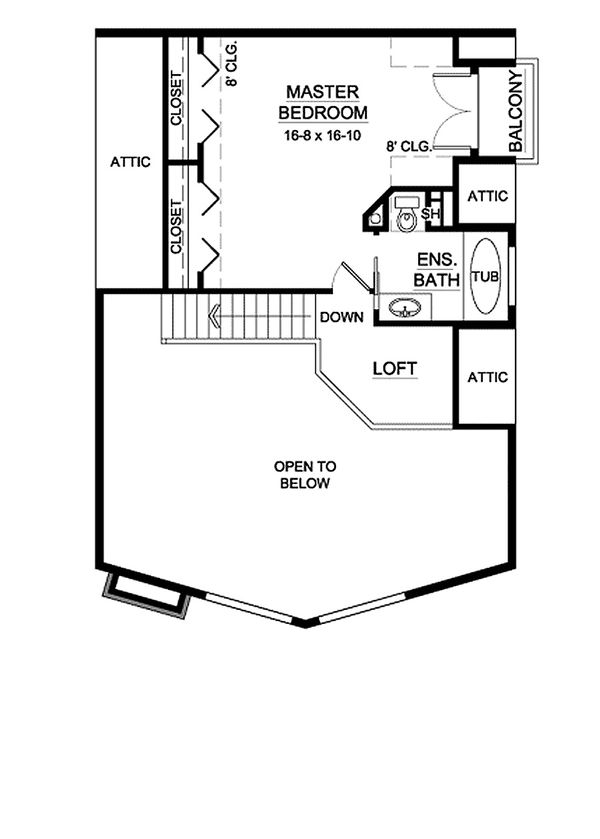 8' CLG.
CLOSET
MASTER
BEDROOM
16-8 x 16-10
BALCONY
8' CLG.
ATTIC
ATTIC
CLOSET
SH
ENS.
BATH
TUB
DOWN
LOFT
ATTIC
OPEN TO
BELOW